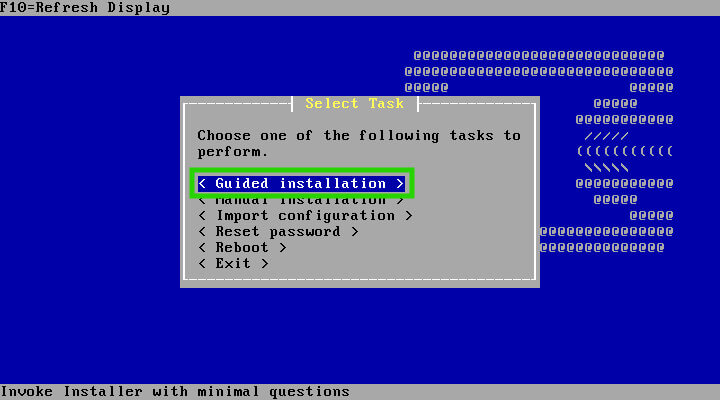 F10=Refresh Display
Select Task
Choose one of the following tasks to
perform.
< Guided installation >
< Manual installation >
< Import configuration >
< Reset password >
< Reboot >
< Exit >
Invoke Installer with minimal questions